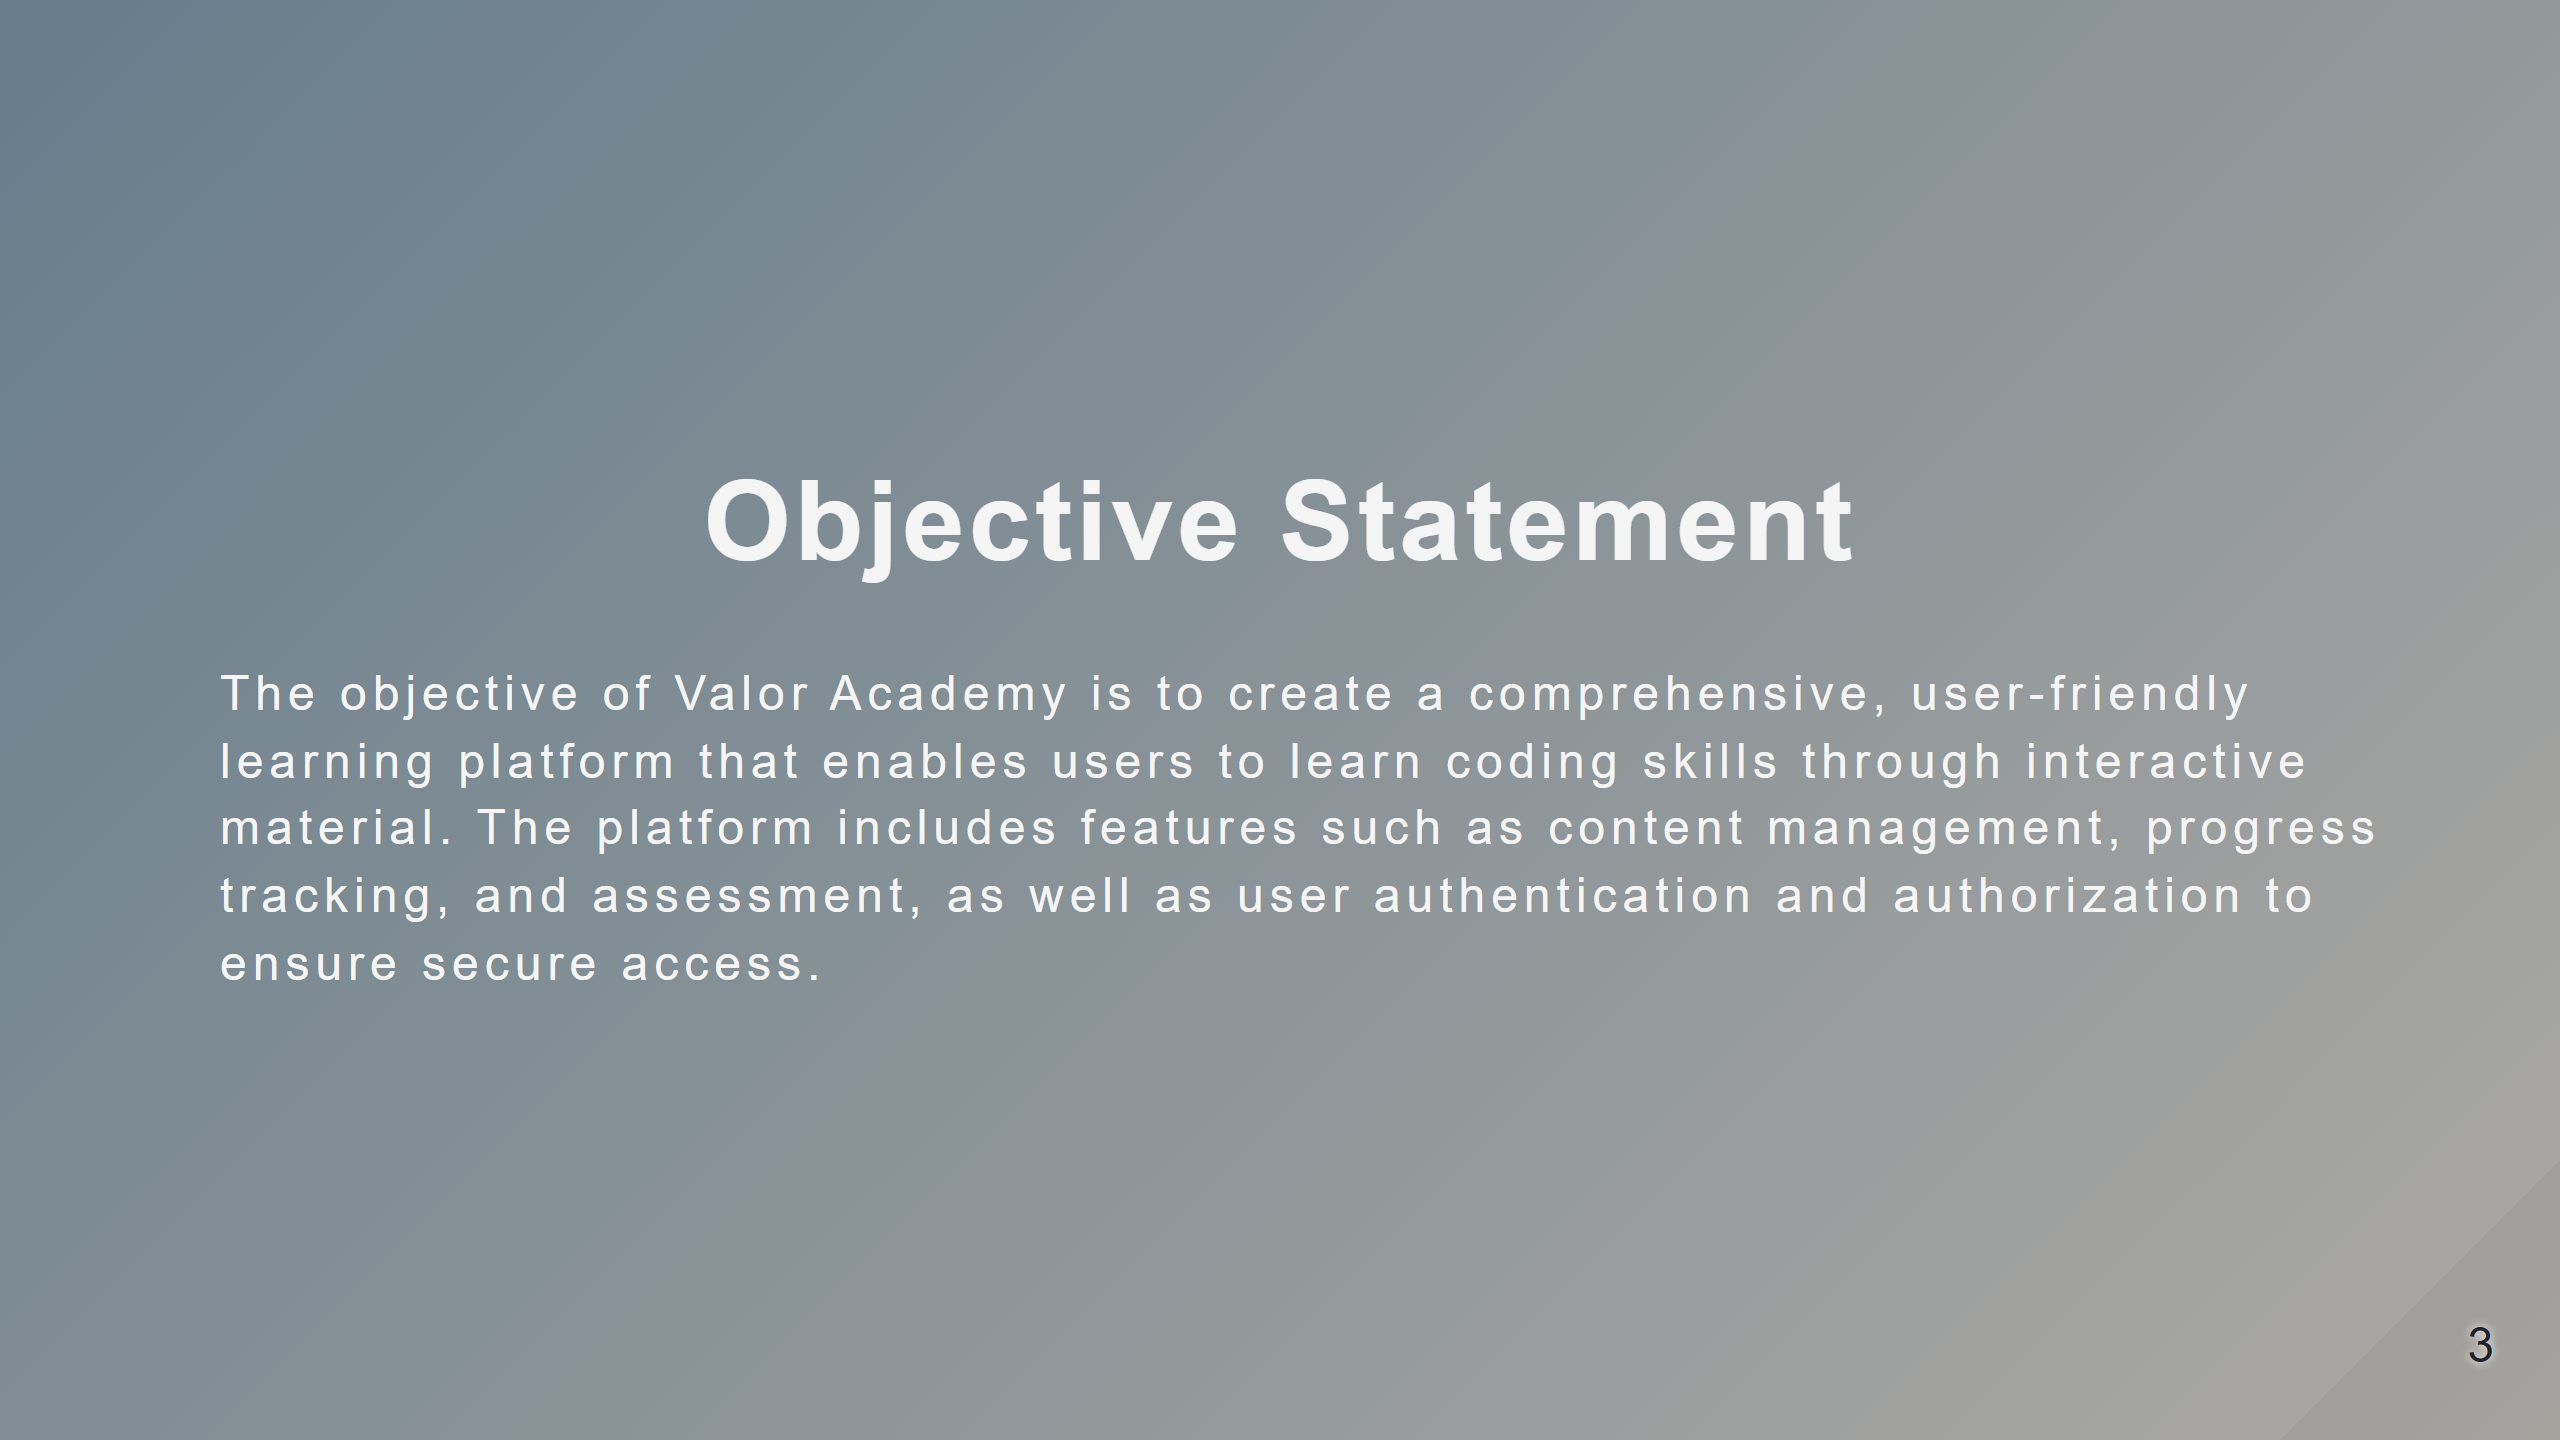 Objective Statement
The objective of Valor Academy is to create a comprehensive, user-friendly
learning platform that enables users to learn coding skills through interactive
material. The platform includes features such as content management, progress
tracking, and assessment, as well as user authentication and authorization to
ensure secure access.
3